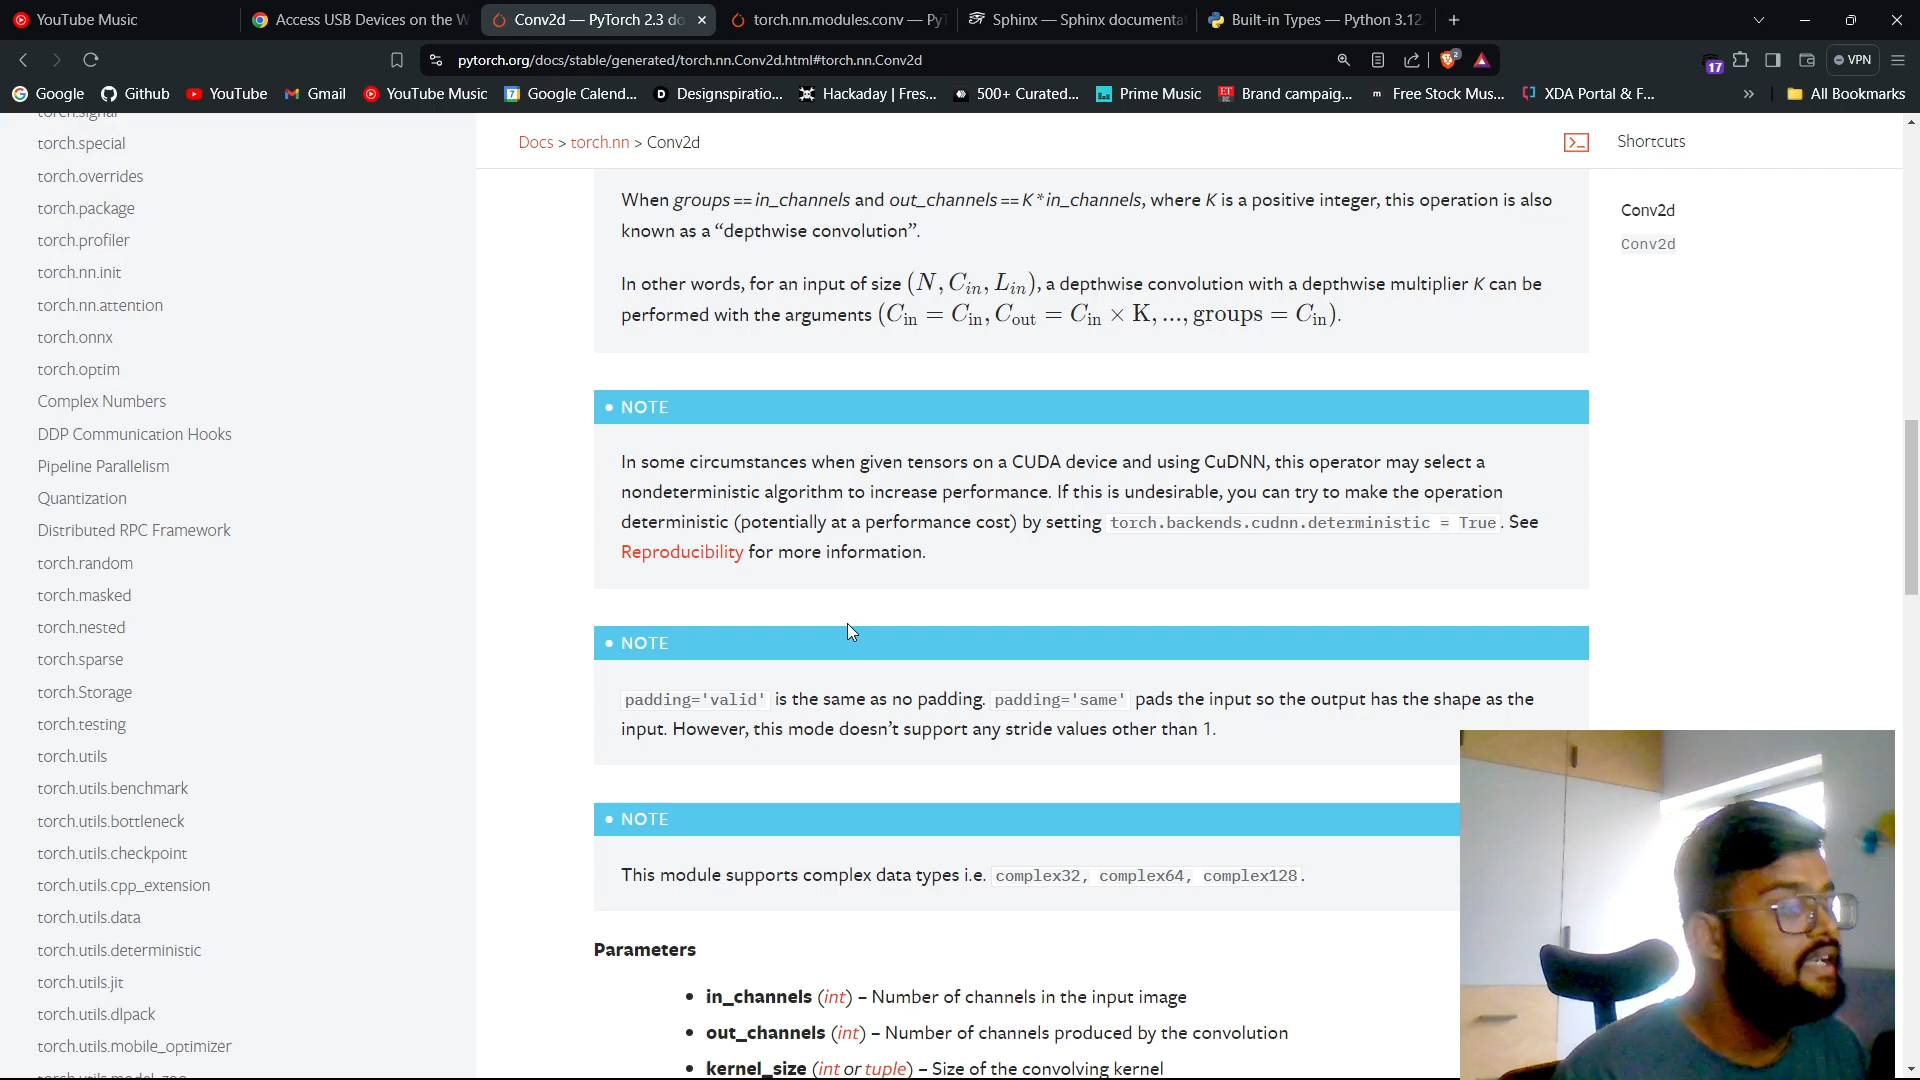 YouTube Music
Access USB Devices on the W
Conv2d — PyTorch 2.3 do
torch.nn.modules.conv — PyT
Sphinx — Sphinx documenta
Built-in Types — Python 3.12.
pytorch.org/docs/stable/generated/torch.nn.Conv2d.html#torch.nn.Conv2d
2
17
VPN
Google
Github
YouTube
Gmail
YouTube Music
Google Calend...
Designspiratio...
Hackaday | Fres...
500+ Curated...
Prime Music
Brand campaig...
Free Stock Mus...
XDA Portal & F...
»
All Bookmarks
torch.signal
torch.special
torch.overrides
torch.package
torch.profiler
torch.nn.init
torch.nn.attention
torch.onnx
torch.optim
Complex Numbers
DDP Communication Hooks
Pipeline Parallelism
Quantization
Distributed RPC Framework
torch.random
torch.masked
torch.nested
torch.sparse
torch.Storage
torch.testing
torch.utils
torch.utils.benchmark
torch.utils.bottleneck
torch.utils.checkpoint
torch.utils.cpp_extension
torch.utils.data
torch.utils.deterministic
torch.utils.jit
torch.utils.dlpack
torch.utils.mobile_optimizer
torch.utils.model_zoo
Docs > torch.nn > Conv2d
When groups == in_channels and out_channels == K * in_channels, where K is a positive integer, this operation is also
known as a “depthwise convolution”.
In other words, for an input of size (N, C_in, L_in), a depthwise convolution with a depthwise multiplier K can be
performed with the arguments (C_in = C_in, C_out = C_in × K, ..., groups = C_in).
• NOTE
In some circumstances when given tensors on a CUDA device and using CuDNN, this operator may select a
nondeterministic algorithm to increase performance. If this is undesirable, you can try to make the operation
deterministic (potentially at a performance cost) by setting torch.backends.cudnn.deterministic = True. See
Reproducibility for more information.
• NOTE
padding='valid' is the same as no padding. padding='same' pads the input so the output has the shape as the
input. However, this mode doesn’t support any stride values other than 1.
• NOTE
This module supports complex data types i.e. complex32, complex64, complex128.
Parameters
• in_channels (int) – Number of channels in the input image
• out_channels (int) – Number of channels produced by the convolution
• kernel_size (int or tuple) – Size of the convolving kernel
Shortcuts
Conv2d
Conv2d